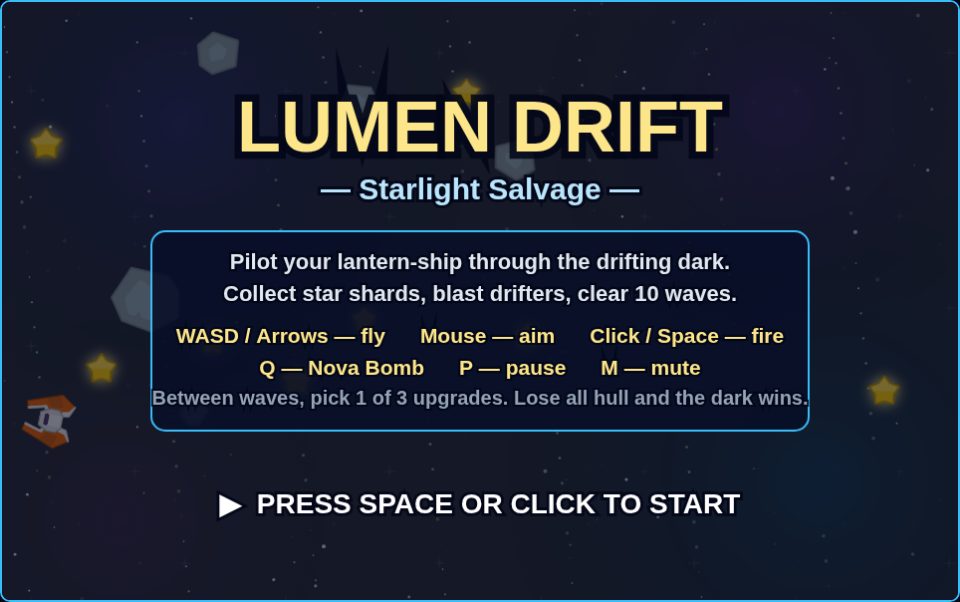 LUMEN DRIFT
— Starlight Salvage —
Pilot your lantern-ship through the drifting dark.
Collect star shards, blast drifters, clear 10 waves.
WASD / Arrows — fly Mouse — aim Click / Space — fire
Q — Nova Bomb P — pause M — mute
Between waves, pick 1 of 3 upgrades. Lose all hull and the dark wins.
▶ PRESS SPACE OR CLICK TO START